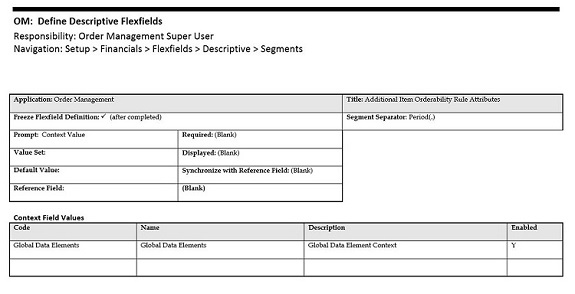 OM:  Define Descriptive Flexfields
Responsibility: Order Management Super User
Navigation: Setup > Financials > Flexfields > Descriptive > Segments
Application: Order Management Title: Additional Item Orderability Rule Attributes
Freeze Flexfield Definition: ✓ (after completed) Segment Separator: Period(.)
Prompt: Context Value Required: (Blank)
Value Set: Displayed: (Blank)
Default Value: Synchronize with Reference Field: (Blank)
Reference Field: (Blank)
Context Field Values
Code Name Description Enabled
Global Data Elements Global Data Elements Global Data Element Context Y